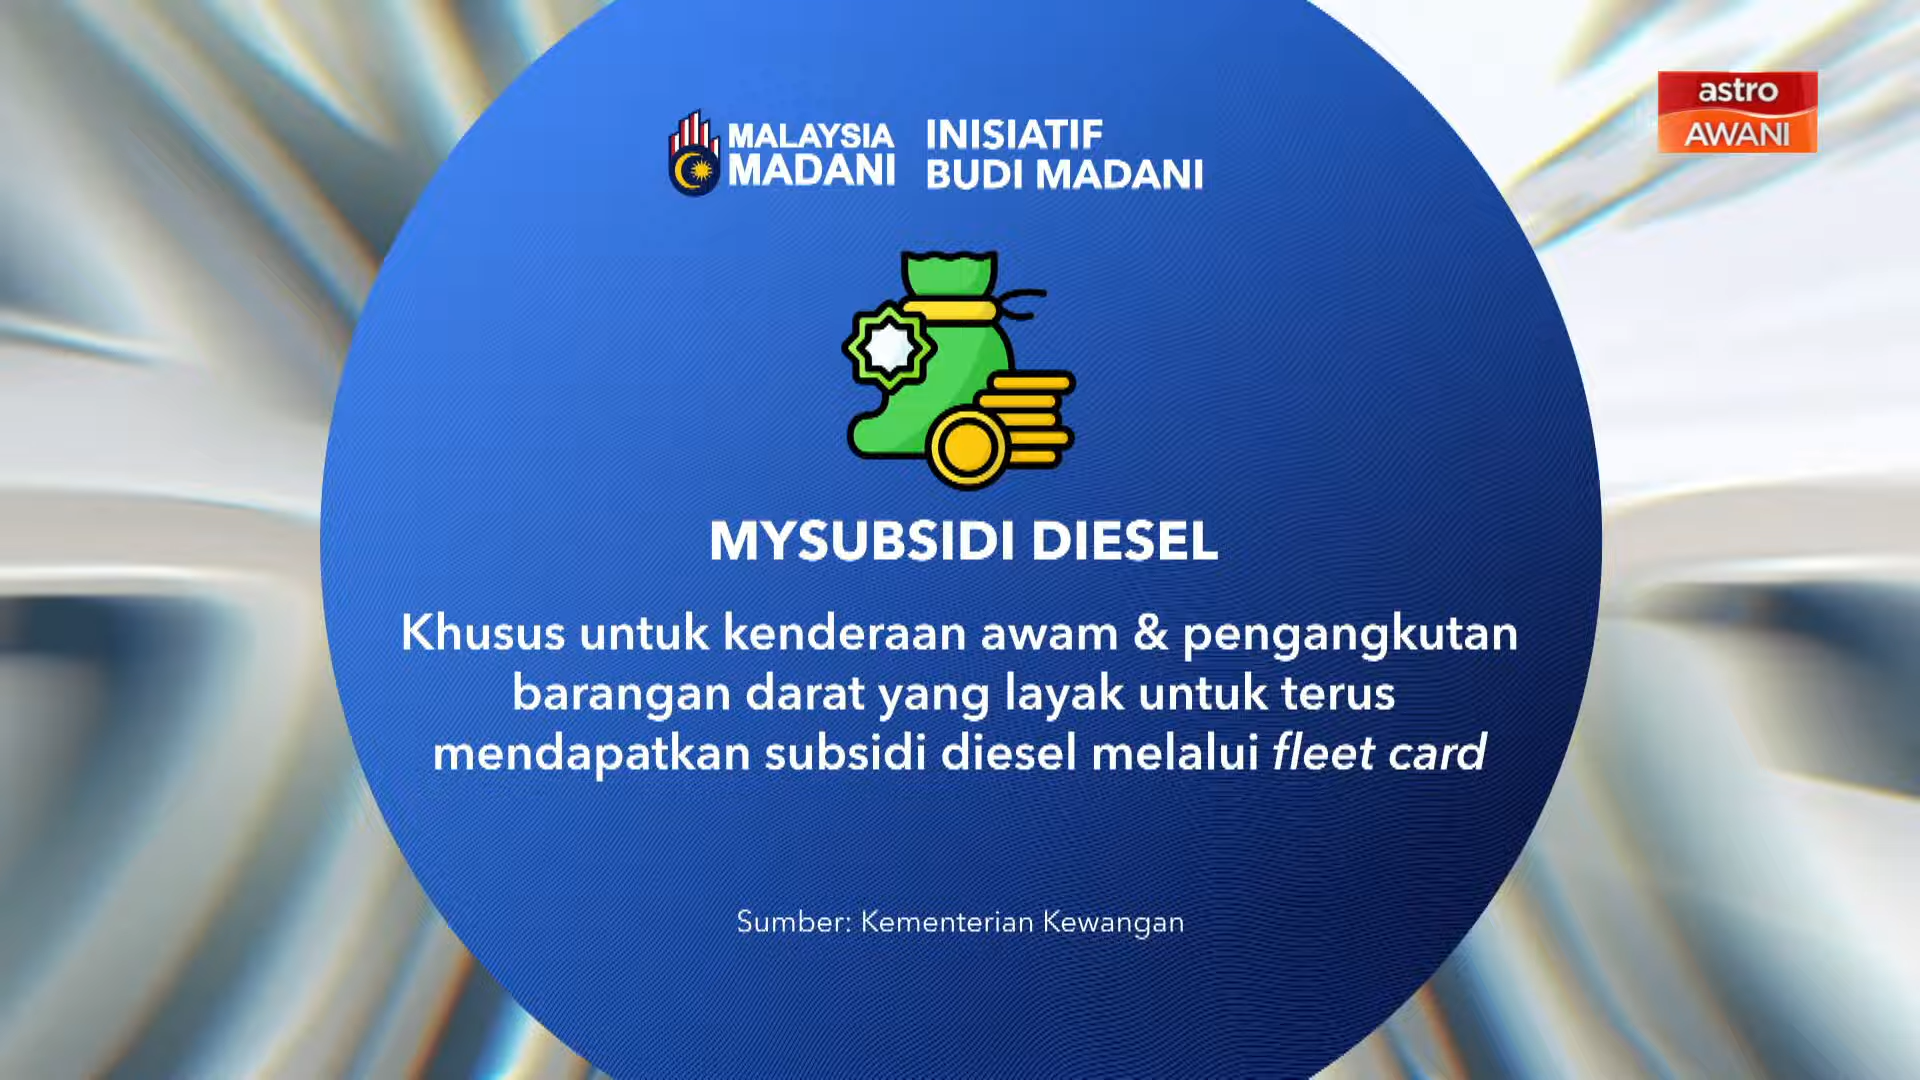 MALAYSIA
MADANI
INISIATIF
BUDI MADANI
astro
AWANI
MYSUBSIDI DIESEL
Khusus untuk kenderaan awam & pengangkutan
barangan darat yang layak untuk terus
mendapatkan subsidi diesel melalui fleet card
Sumber: Kementerian Kewangan